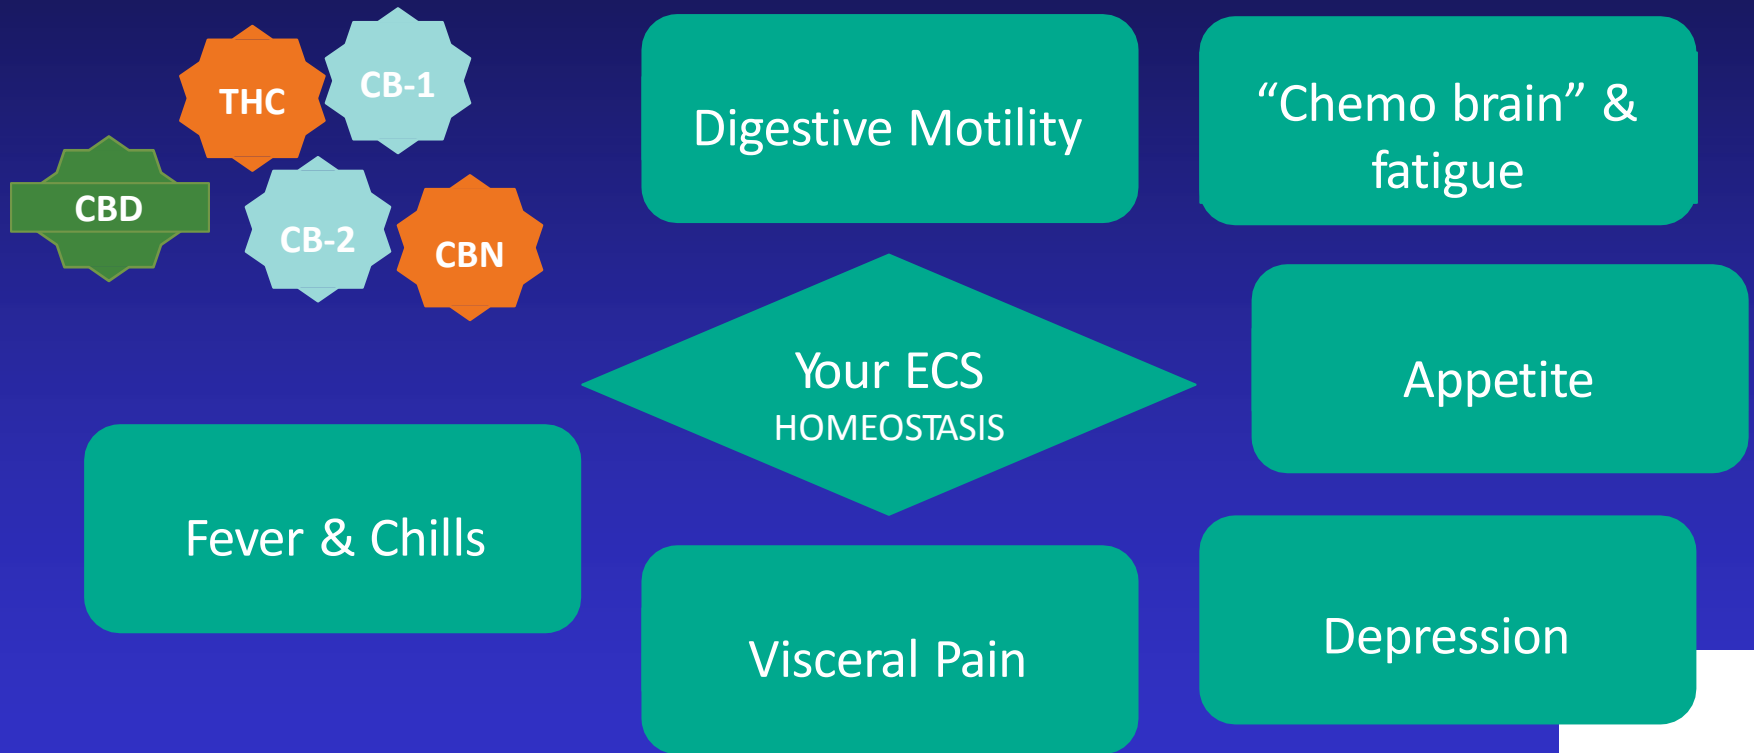 THC
CB-1
CBD
CB-2
CBN
Digestive Motility
“Chemo brain” &
fatigue
Your ECS
HOMEOSTASIS
Appetite
Fever & Chills
Visceral Pain
Depression